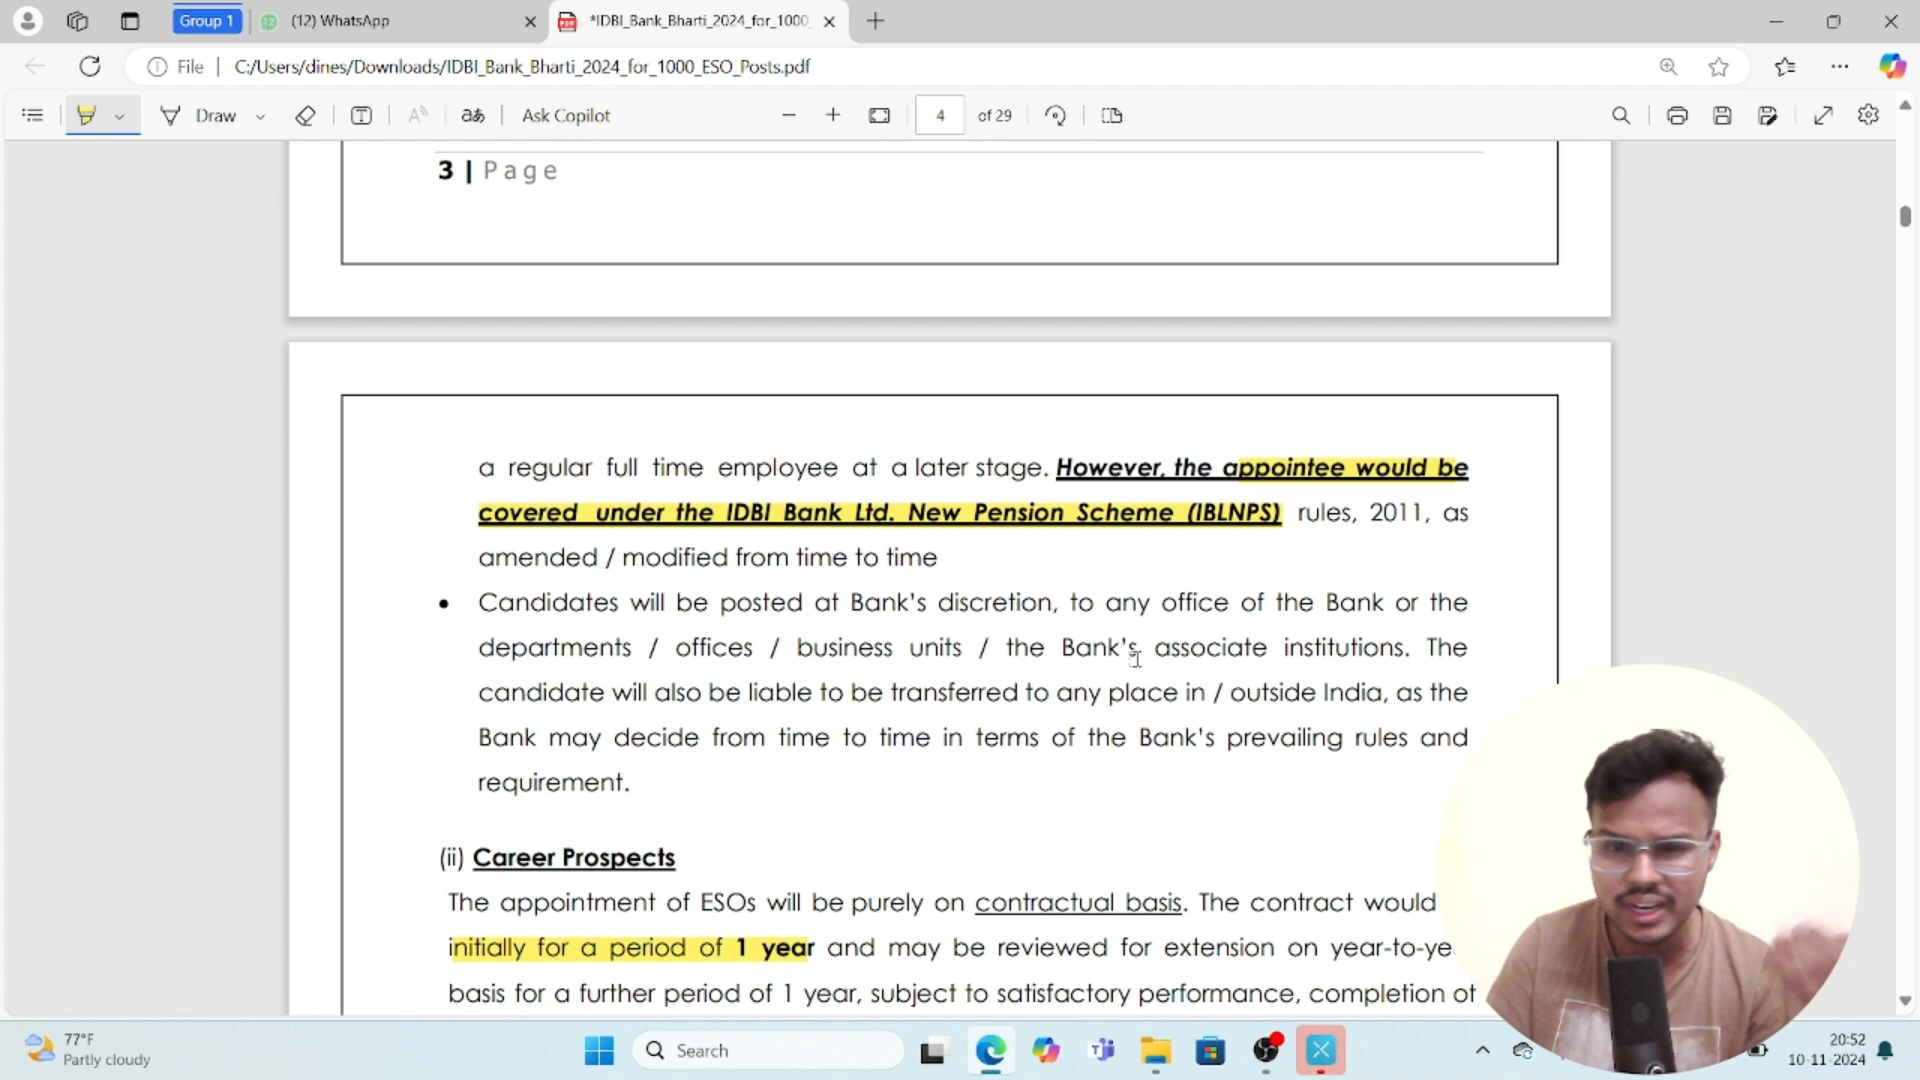 Group 1
(12) WhatsApp
*IDBI_Bank_Bharti_2024_for_1000_
File
C:/Users/dines/Downloads/IDBI_Bank_Bharti_2024_for_1000_ESO_Posts.pdf
Draw
Ask Copilot
4 of 29
3 | Page
a regular full time employee at a later stage. However, the appointee would be
covered under the IDBI Bank Ltd. New Pension Scheme (IBLNPS) rules, 2011, as
amended / modified from time to time
• Candidates will be posted at Bank's discretion, to any office of the Bank or the
departments / offices / business units / the Bank's associate institutions. The
candidate will also be liable to be transferred to any place in / outside India, as the
Bank may decide from time to time in terms of the Bank's prevailing rules and
requirement.
(ii) Career Prospects
The appointment of ESOs will be purely on contractual basis. The contract would
initially for a period of 1 year and may be reviewed for extension on year-to-ye
basis for a further period of 1 year, subject to satisfactory performance, completion of
77°F
Partly cloudy
Search
20:52
10-11-2024